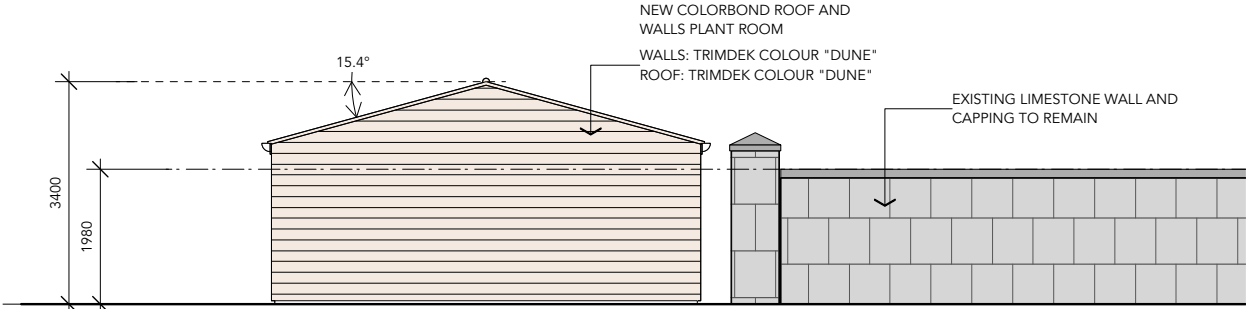 NEW COLORBOND ROOF AND
WALLS PLANT ROOM
WALLS: TRIMDEK COLOUR "DUNE"
ROOF: TRIMDEK COLOUR "DUNE"
15.4°
EXISTING LIMESTONE WALL AND
CAPPING TO REMAIN
3400
1980